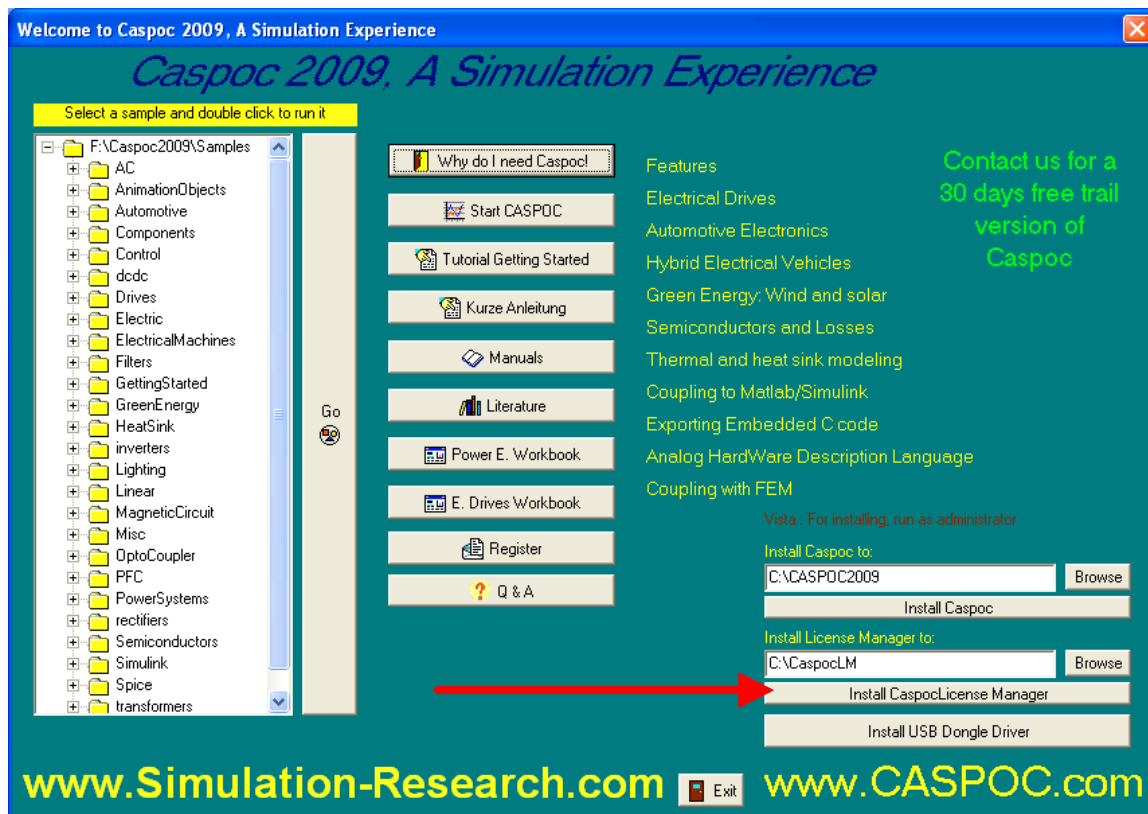 Welcome to Caspoc 2009, A Simulation Experience
Caspoc 2009, A Simulation Experience
Select a sample and double click to run it
F:\Caspoc2009\Samples
AC
AnimationObjects
Automotive
Components
Control
dcdc
Drives
Electric
ElectricalMachines
Filters
GettingStarted
GreenEnergy
HeatSink
inverters
Lighting
Linear
MagneticCircuit
Misc
OptoCoupler
PFC
PowerSystems
rectifiers
Semiconductors
Simulink
Spice
transformers
Go
Why do I need Caspoc!
Start CASPOC
Tutorial Getting Started
Kurze Anleitung
Manuals
Literature
Power E. Workbook
E. Drives Workbook
Register
Q & A
Features
Electrical Drives
Automotive Electronics
Hybrid Electrical Vehicles
Green Energy: Wind and solar
Semiconductors and Losses
Thermal and heat sink modeling
Coupling to Matlab/Simulink
Exporting Embedded C code
Analog HardWare Description Language
Coupling with FEM
Contact us for a
30 days free trail
version of
Caspoc
Vista : For installing, run as administrator
Install Caspoc to:
C:\CASPOC2009
Browse
Install Caspoc
Install License Manager to:
C:\CaspocLM
Browse
Install CaspocLicense Manager
Install USB Dongle Driver
www.Simulation-Research.com
Exit
www.CASPOC.com